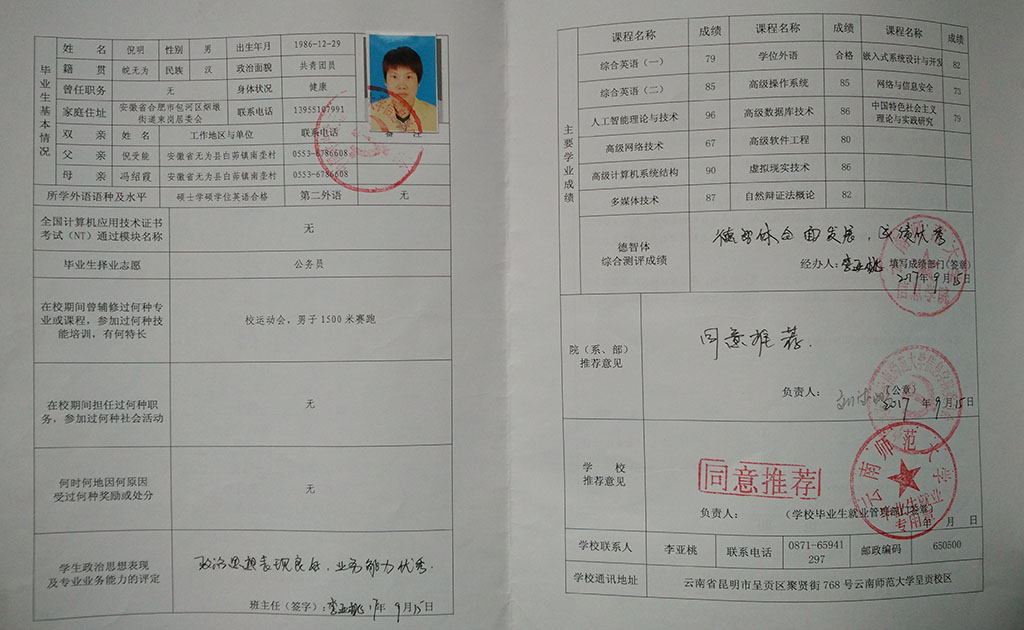 毕业生基本情况
姓 名 倪明 性别 男 出生年月 1986-12-29
籍 贯 皖无为 民族 汉 政治面貌 共青团员
曾任职务 无 身体状况 健康
家庭住址 安徽省合肥市包河区烟墩街道束岗居委会 联系电话 13955107991
双 亲 姓 名 工作地区与单位 联系电话 备 注
父 亲 倪受能 安徽省无为县白茆镇南垄村 0553-6786608
母 亲 冯绍霞 安徽省无为县白茆镇南垄村 0553-6786608
所学外语语种及水平 硕士学硕学位英语合格 第二外语 无
全国计算机应用技术证书
考试（NT）通过模块名称 无
毕业生择业志愿 公务员
在校期间曾辅修过何种专
业或课程，参加过何种技
能培训，有何特长 校运动会，男子1500米赛跑
在校期间担任过何种职
务，参加过何种社会活动 无
何时何地因何原因
受过何种奖励或处分 无
学生政治思想表现
及专业业务能力的评定 政治思想表现良好，业务能力优秀.
班主任（签字）：李亚桃 17年 9月15日
主要学业成绩
课程名称 成绩 课程名称 成绩 课程名称 成绩
综合英语（一） 79 学位外语 合格 嵌入式系统设计与开发 82
综合英语（二） 85 高级操作系统 85 网络与信息安全 73
人工智能理论与技术 96 高级数据库技术 86 中国特色社会主义理论与实践研究 79
高级网络技术 67 高级软件工程 80
高级计算机系统结构 90 虚拟现实技术 86
多媒体技术 87 自然辩证法概论 82
德智体
综合测评成绩 德智体全面发展，成绩优秀.
经办人：李亚桃 填写成绩部门（签章）
2017年9月15日
院（系、部）
推荐意见 同意推荐.
负责人： （公章）
2017年9月15日
学 校
推荐意见 同意推荐
云南师范大学
毕业生就业
专用章
负责人： （学校毕业生就业管理部门签章）
年 月 日
学校联系人 李亚桃 联系电话 0871-65941297 邮政编码 650500
学校通讯地址 云南省昆明市呈贡区聚贤街768号云南师范大学呈贡校区